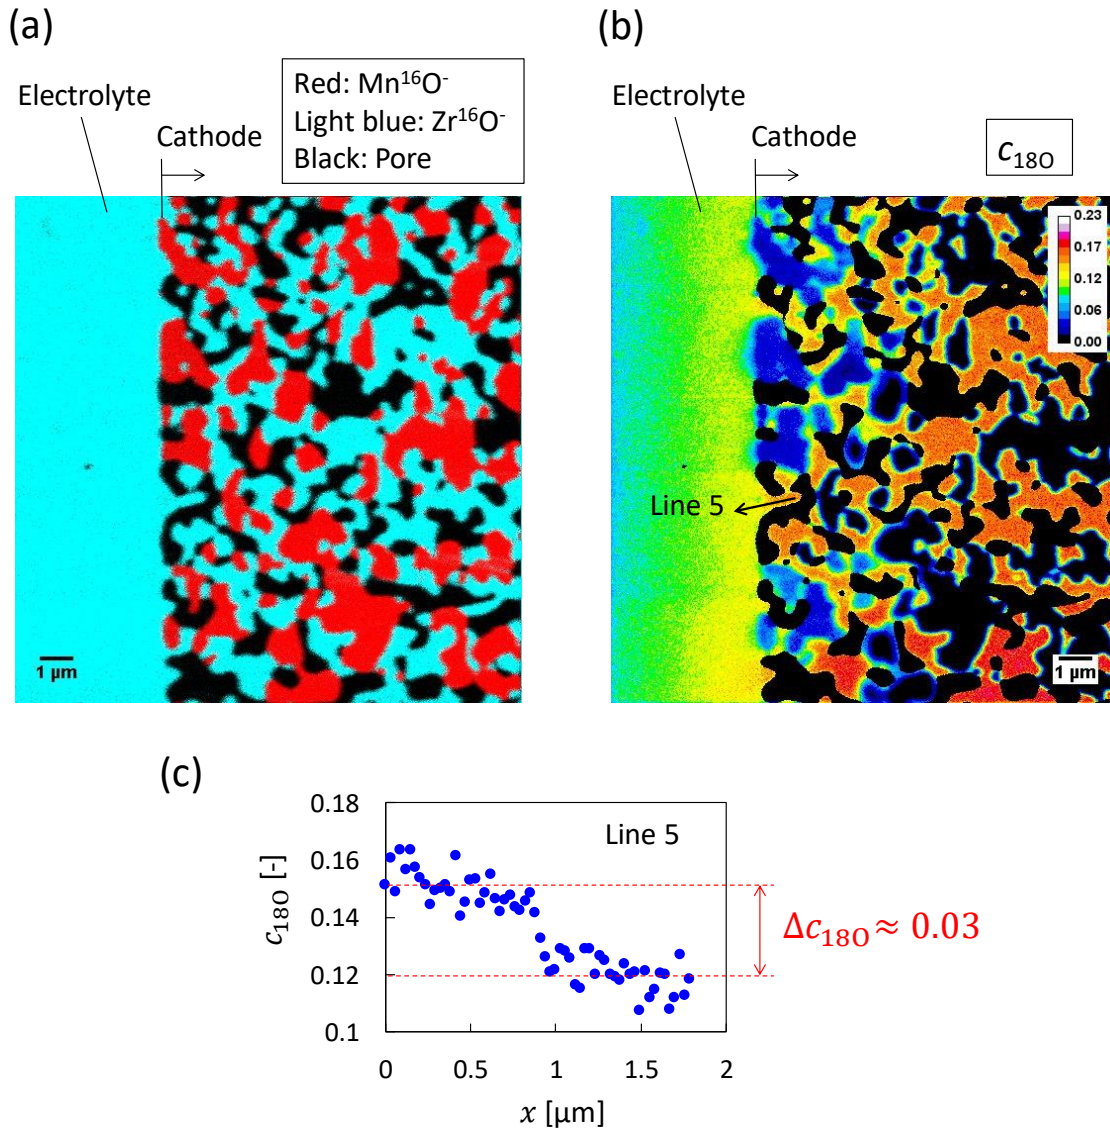 (a)
Electrolyte
Cathode
Red: Mn¹⁶O⁻
Light blue: Zr¹⁶O⁻
Black: Pore
1 µm
(b)
Electrolyte
Cathode
c₁₈O
0.23
0.17
0.12
0.06
0.00
Line 5
1 µm
(c)
0.18
0.16
0.14
0.12
0.1
c₁₈O [-]
Line 5
Δc₁₈O ≈ 0.03
0
0.5
1
1.5
2
x [µm]